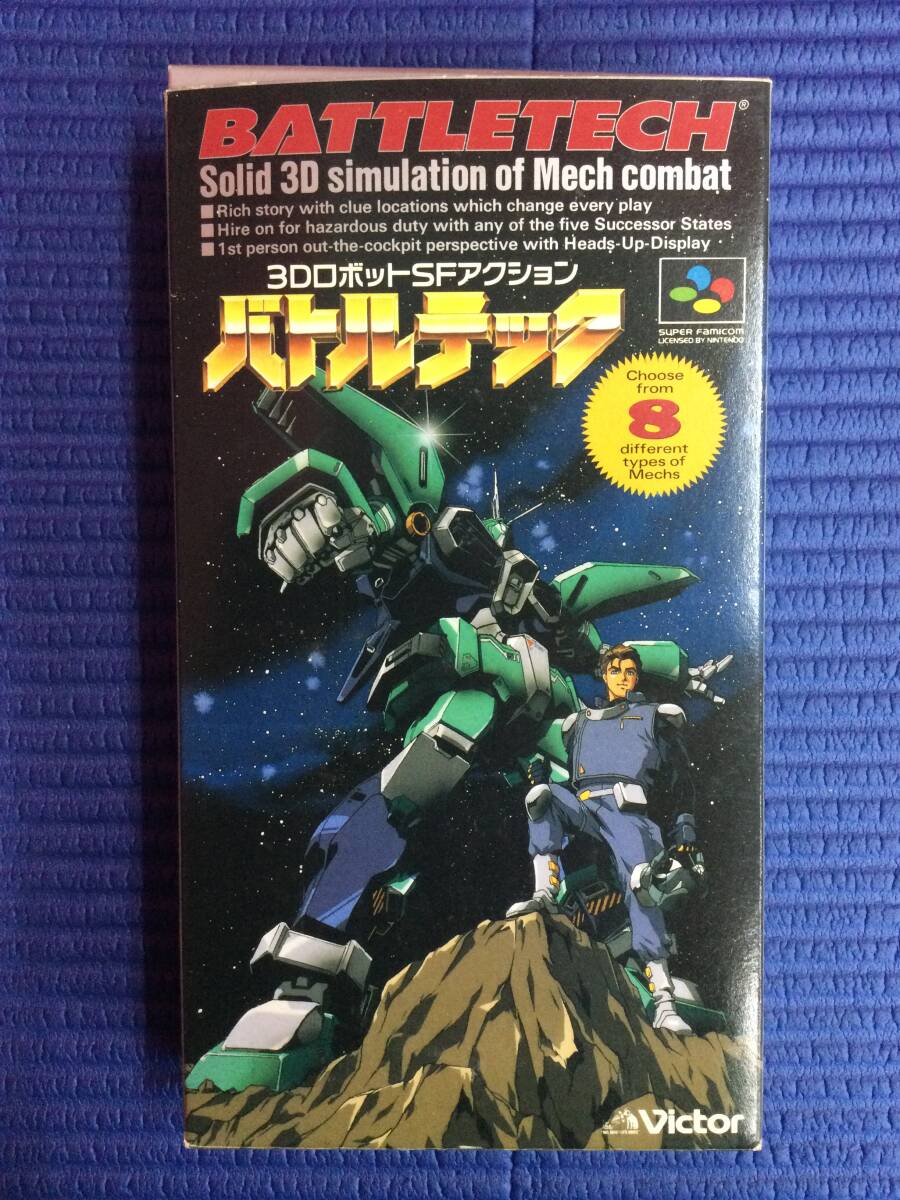 BATTLETECH®
Solid 3D simulation of Mech combat
■Rich story with clue locations which change every play
■Hire on for hazardous duty with any of the five Successor States
■1st person out-the-cockpit perspective with Heads-Up-Display
3DロボットSFアクション
バトルテック
SUPER FAMICOM
LICENSED BY NINTENDO
Choose
from
8
different
types of
Mechs
Victor